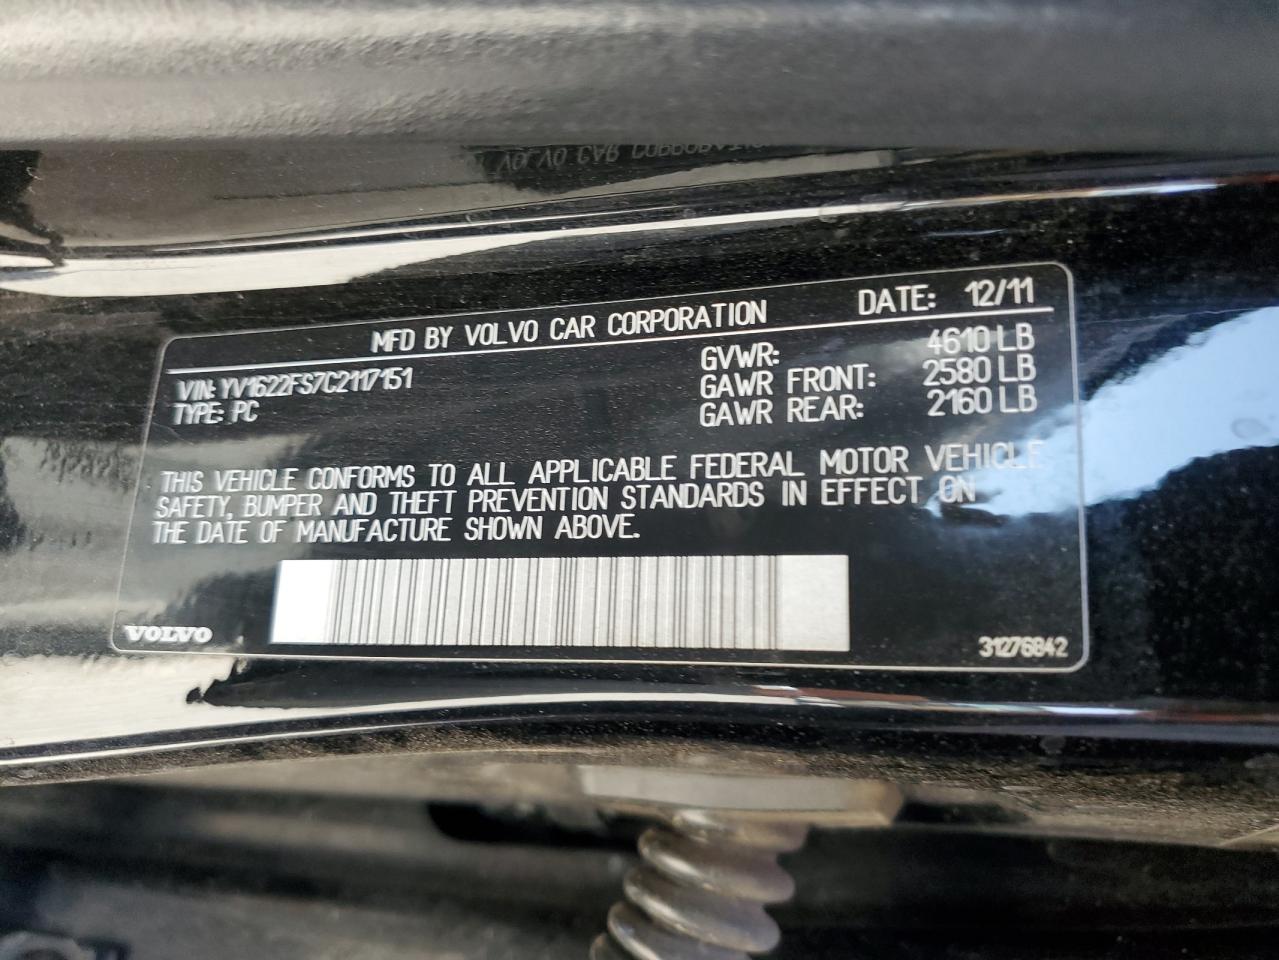 MFD BY VOLVO CAR CORPORATION DATE: 12/11
VIN: YV1622FS7C2117151
TYPE: PC
GVWR: 4610 LB
GAWR FRONT: 2580 LB
GAWR REAR: 2160 LB
THIS VEHICLE CONFORMS TO ALL APPLICABLE FEDERAL MOTOR VEHICLE
SAFETY, BUMPER AND THEFT PREVENTION STANDARDS IN EFFECT ON
THE DATE OF MANUFACTURE SHOWN ABOVE.
VOLVO
31276842